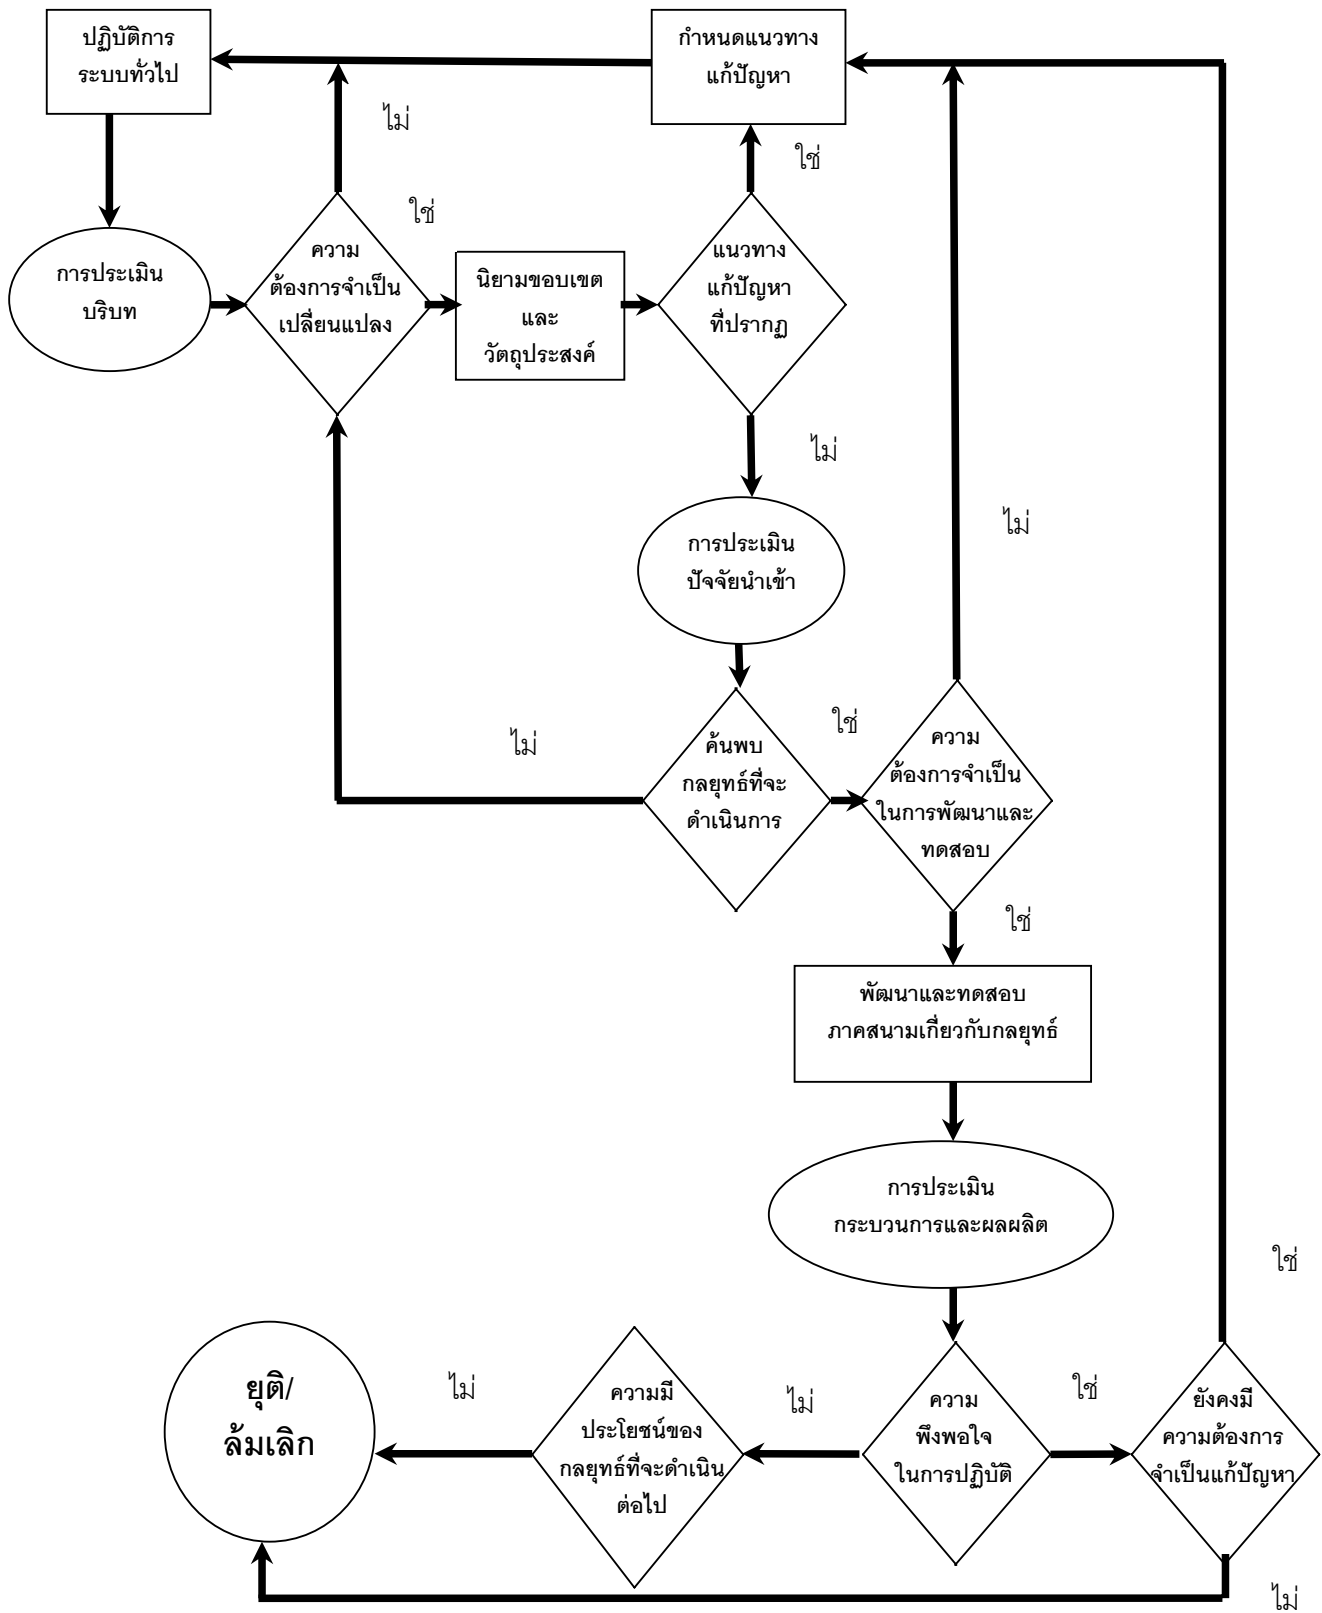 ปฏิบัติการ
ระบบทั่วไป
กำหนดแนวทาง
แก้ปัญหา
ไม่
ใช่
ใช่
การประเมิน
บริบท
ความ
ต้องการจำเป็น
เปลี่ยนแปลง
นิยามขอบเขต
และ
วัตถุประสงค์
แนวทาง
แก้ปัญหา
ที่ปรากฏ
ไม่
ไม่
การประเมิน
ปัจจัยนำเข้า
ไม่
ใช่
ค้นพบ
กลยุทธ์ที่จะ
ดำเนินการ
ความ
ต้องการจำเป็น
ในการพัฒนาและ
ทดสอบ
ใช่
พัฒนาและทดสอบ
ภาคสนามเกี่ยวกับกลยุทธ์
การประเมิน
กระบวนการและผลผลิต
ใช่
ยุติ/
ล้มเลิก
ไม่
ความมี
ประโยชน์ของ
กลยุทธ์ที่จะดำเนิน
ต่อไป
ไม่
ความ
พึงพอใจ
ในการปฏิบัติ
ใช่
ยังคงมี
ความต้องการ
จำเป็นแก้ปัญหา
ไม่